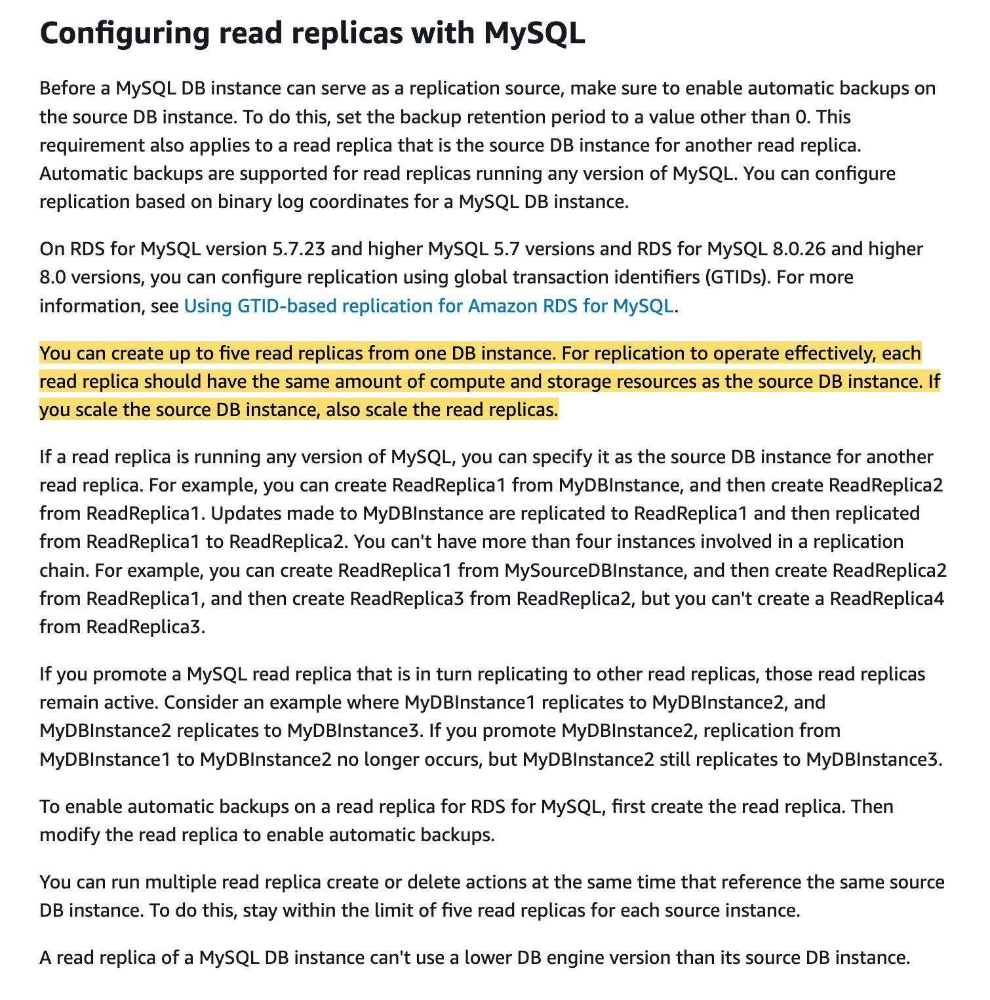 Configuring read replicas with MySQL
Before a MySQL DB instance can serve as a replication source, make sure to enable automatic backups on
the source DB instance. To do this, set the backup retention period to a value other than 0. This
requirement also applies to a read replica that is the source DB instance for another read replica.
Automatic backups are supported for read replicas running any version of MySQL. You can configure
replication based on binary log coordinates for a MySQL DB instance.
On RDS for MySQL version 5.7.23 and higher MySQL 5.7 versions and RDS for MySQL 8.0.26 and higher
8.0 versions, you can configure replication using global transaction identifiers (GTIDs). For more
information, see Using GTID-based replication for Amazon RDS for MySQL.
You can create up to five read replicas from one DB instance. For replication to operate effectively, each
read replica should have the same amount of compute and storage resources as the source DB instance. If
you scale the source DB instance, also scale the read replicas.
If a read replica is running any version of MySQL, you can specify it as the source DB instance for another
read replica. For example, you can create ReadReplica1 from MyDBInstance, and then create ReadReplica2
from ReadReplica1. Updates made to MyDBInstance are replicated to ReadReplica1 and then replicated
from ReadReplica1 to ReadReplica2. You can't have more than four instances involved in a replication
chain. For example, you can create ReadReplica1 from MySourceDBInstance, and then create ReadReplica2
from ReadReplica1, and then create ReadReplica3 from ReadReplica2, but you can't create a ReadReplica4
from ReadReplica3.
If you promote a MySQL read replica that is in turn replicating to other read replicas, those read replicas
remain active. Consider an example where MyDBInstance1 replicates to MyDBInstance2, and
MyDBInstance2 replicates to MyDBInstance3. If you promote MyDBInstance2, replication from
MyDBInstance1 to MyDBInstance2 no longer occurs, but MyDBInstance2 still replicates to MyDBInstance3.
To enable automatic backups on a read replica for RDS for MySQL, first create the read replica. Then
modify the read replica to enable automatic backups.
You can run multiple read replica create or delete actions at the same time that reference the same source
DB instance. To do this, stay within the limit of five read replicas for each source instance.
A read replica of a MySQL DB instance can't use a lower DB engine version than its source DB instance.